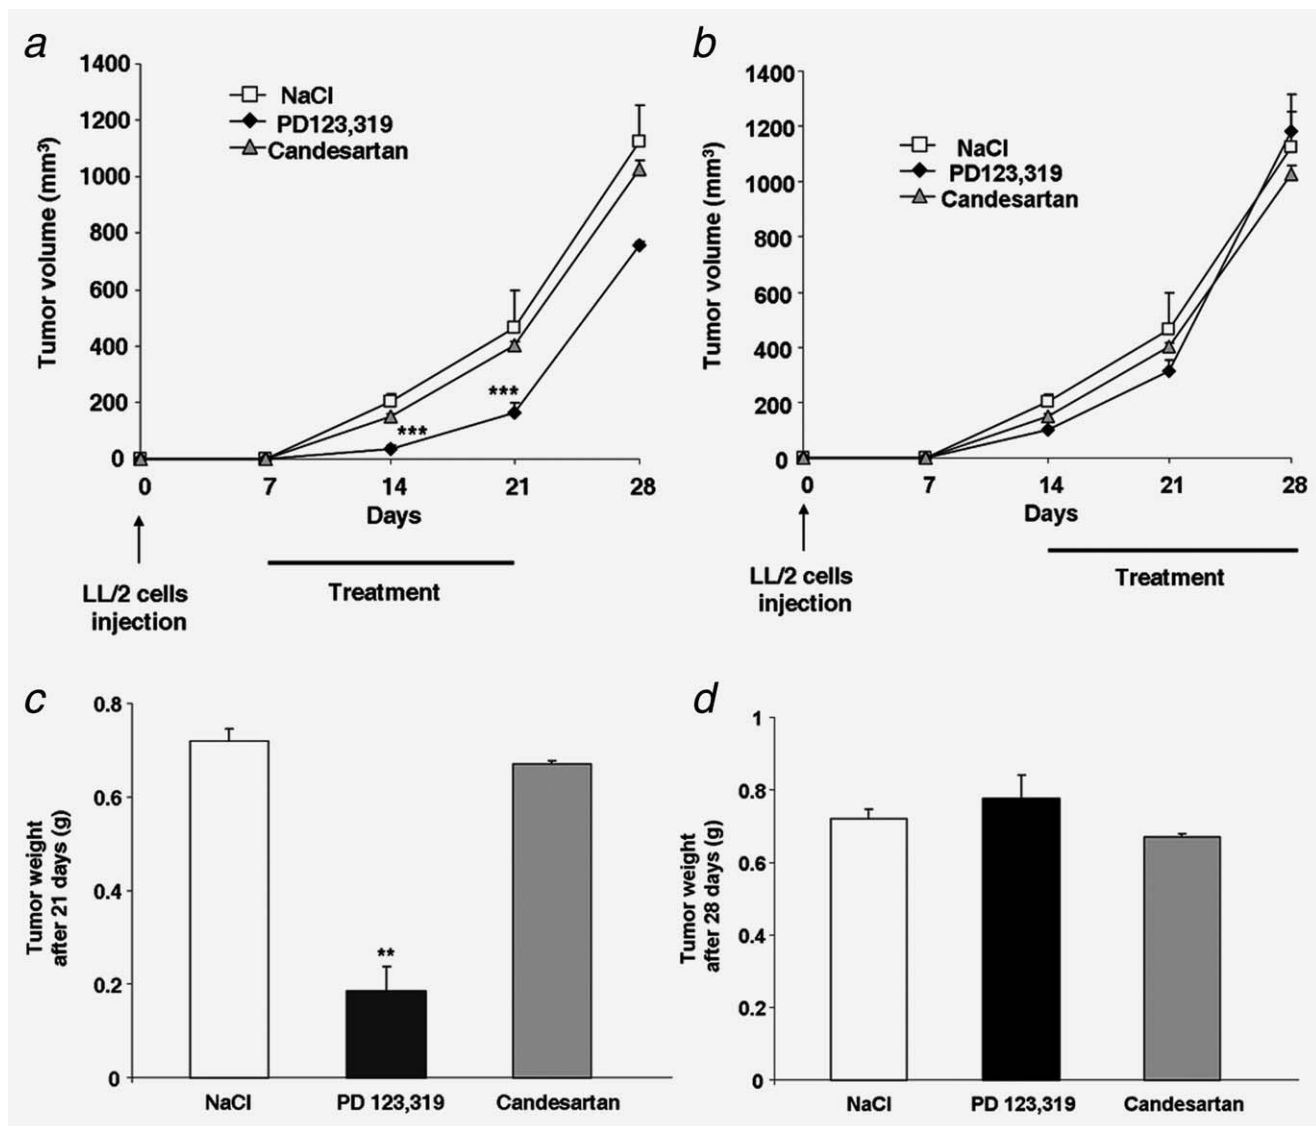 a
1400
1200
1000
800
600
400
200
0
Tumor volume (mm³)
NaCl
PD123,319
Candesartan
***
***
0 7 14 21 28
Days
LL/2 cells
injection
Treatment
b
1400
1200
1000
800
600
400
200
0
Tumor volume (mm³)
NaCl
PD123,319
Candesartan
0 7 14 21 28
Days
LL/2 cells
injection
Treatment
c
0.8
0.6
0.4
0.2
0
Tumor weight
after 21 days (g)
**
NaCl PD 123,319 Candesartan
d
1
0.8
0.6
0.4
0.2
0
Tumor weight
after 28 days (g)
NaCl PD 123,319 Candesartan